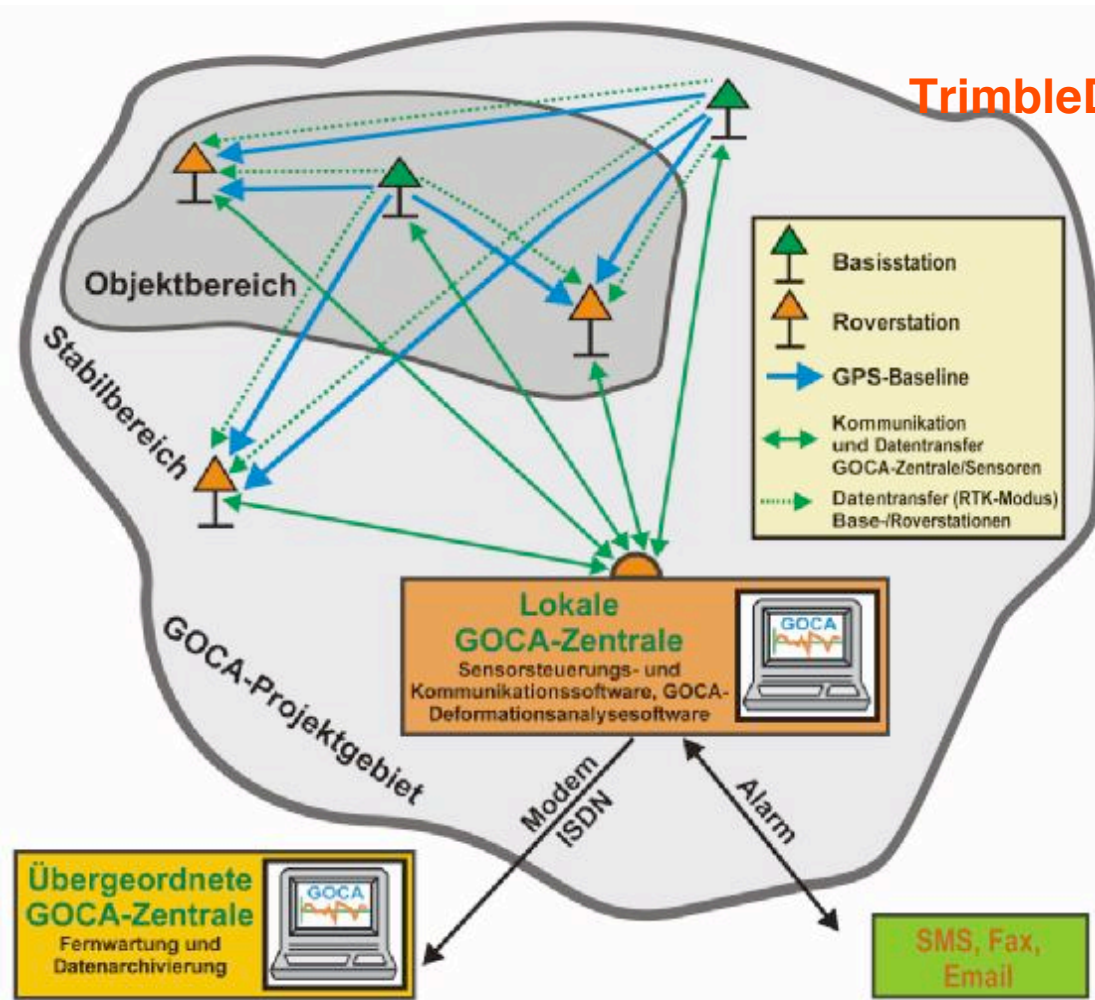 TrimbleD
Objektbereich
Stabilbereich
GOCA-Projektgebiet
Basisstation
Roverstation
GPS-Baseline
Kommunikation
und Datentransfer
GOCA-Zentrale/Sensoren
Datentransfer (RTK-Modus)
Base-/Roverstationen
Lokale
GOCA-Zentrale
Sensorsteuerungs- und
Kommunikationssoftware, GOCA-
Deformationsanalysesoftware
GOCA
Modem
ISDN
Alarm
Übergeordnete
GOCA-Zentrale
Fernwartung und
Datenarchivierung
GOCA
SMS, Fax,
Email